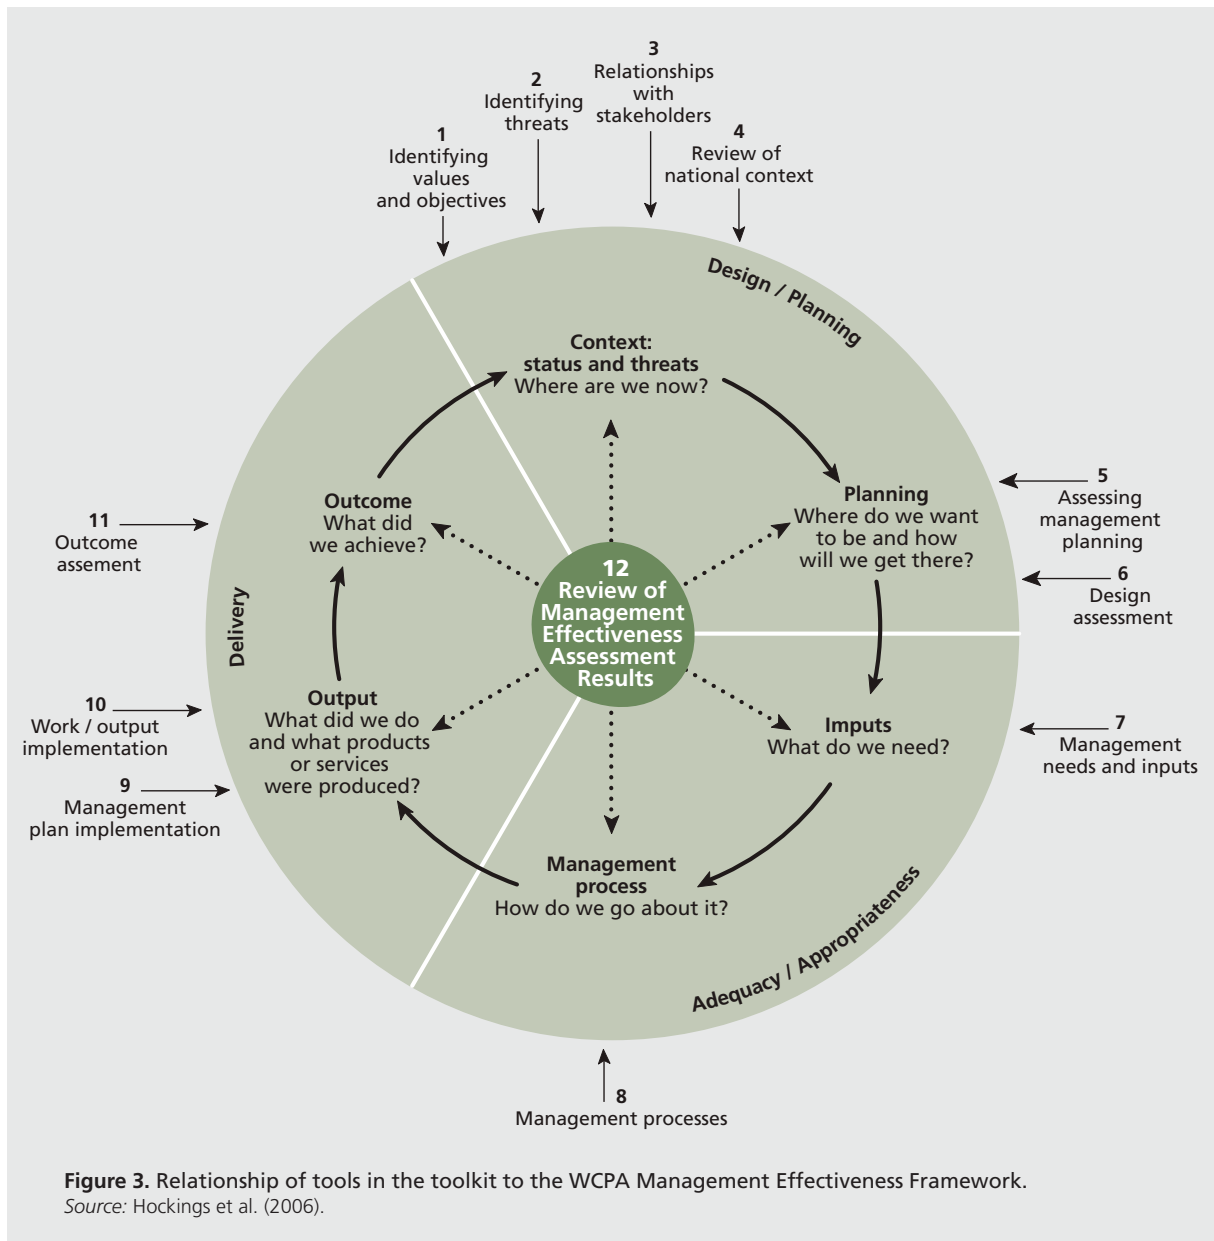 1
Identifying
values
and objectives
2
Identifying
threats
3
Relationships
with
stakeholders
4
Review of
national context
Design / Planning
Context:
status and threats
Where are we now?
Planning
Where do we want
to be and how
will we get there?
5
Assessing
management
planning
6
Design
assessment
Outcome
What did
we achieve?
11
Outcome
assement
12
Review of
Management
Effectiveness
Assessment
Results
Delivery
Output
What did we do
and what products
or services
were produced?
10
Work / output
implementation
9
Management
plan implementation
Imputs
What do we need?
7
Management
needs and inputs
Management
process
How do we go about it?
Adequacy / Appropriateness
8
Management processes
Figure 3. Relationship of tools in the toolkit to the WCPA Management Effectiveness Framework.
Source: Hockings et al. (2006).